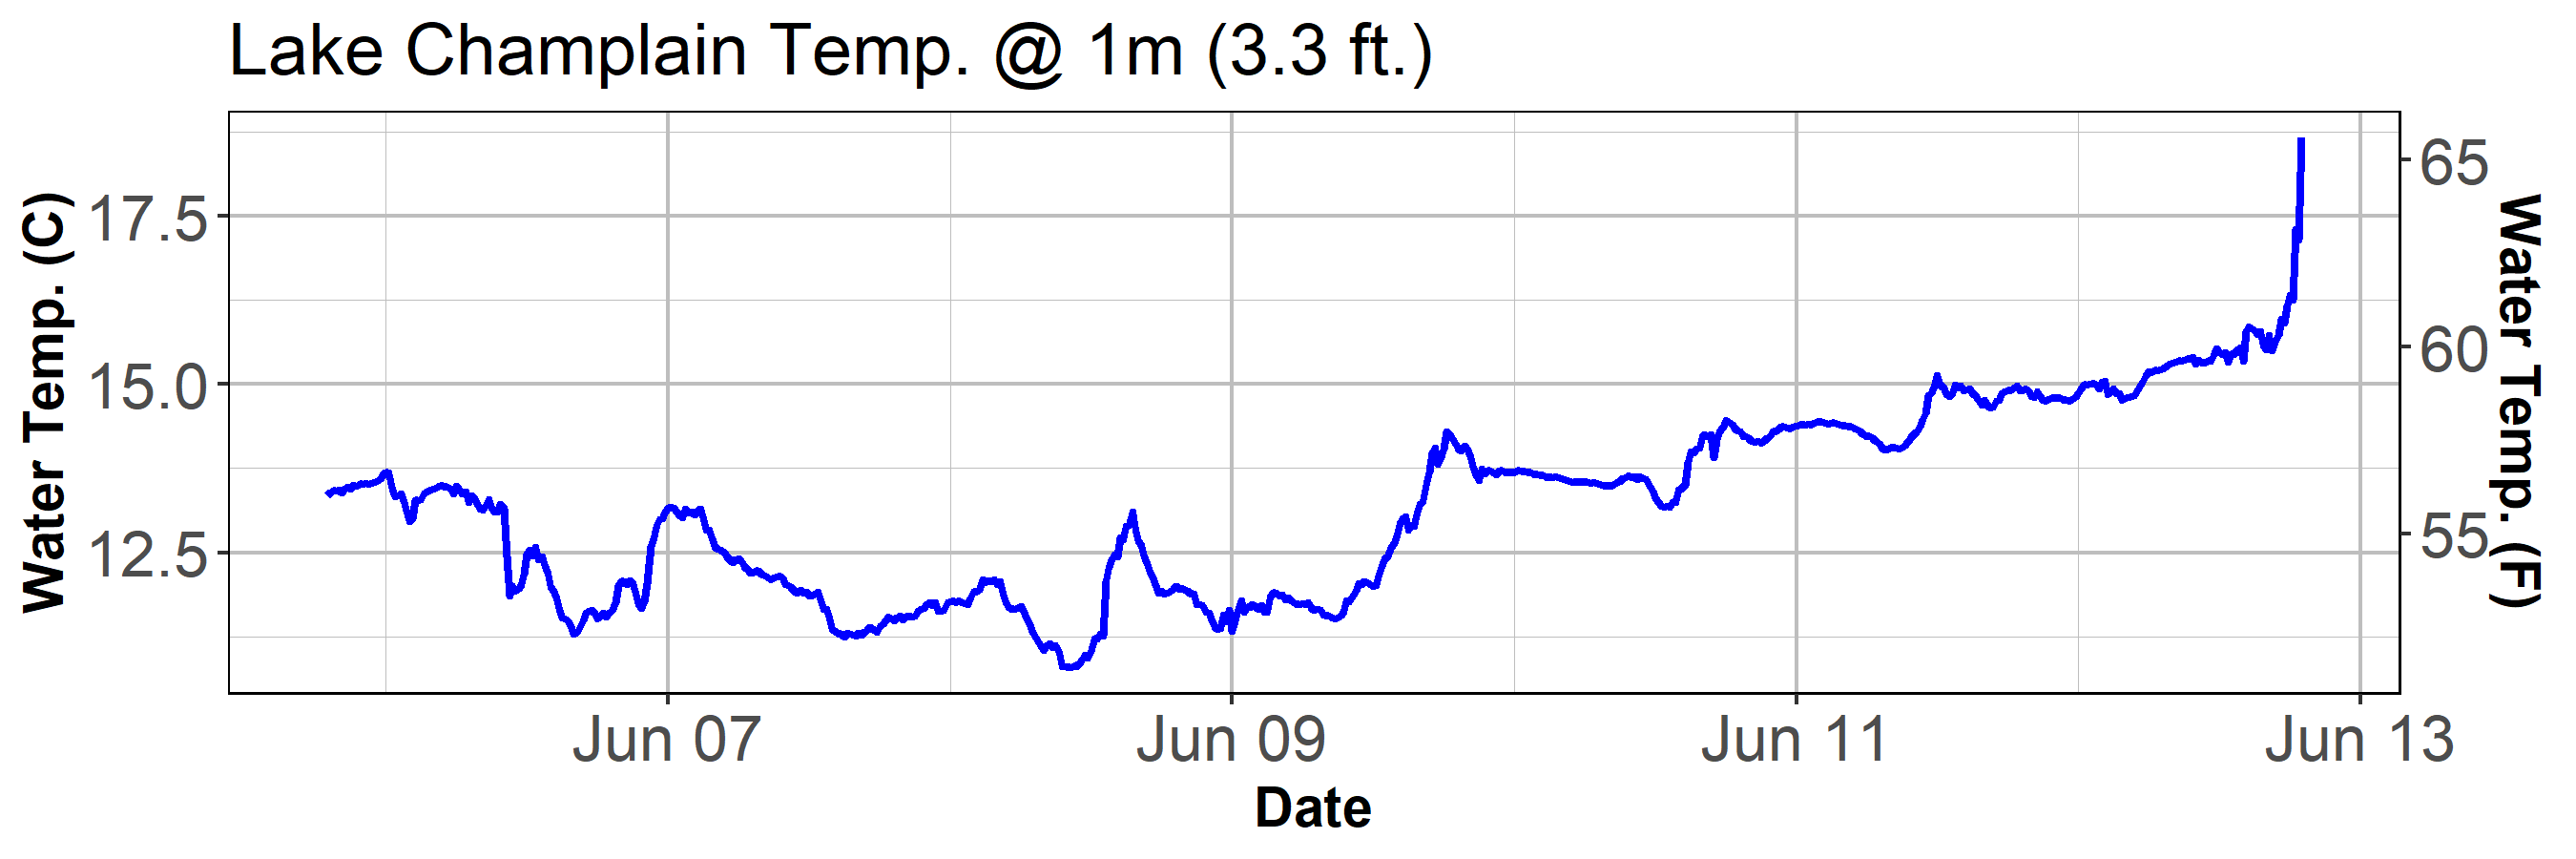 Lake Champlain Temp. @ 1m (3.3 ft.)
Water Temp. (C)
17.5
15.0
12.5
65
60
55
Water Temp. (F)
Jun 07 Jun 09 Jun 11 Jun 13
Date